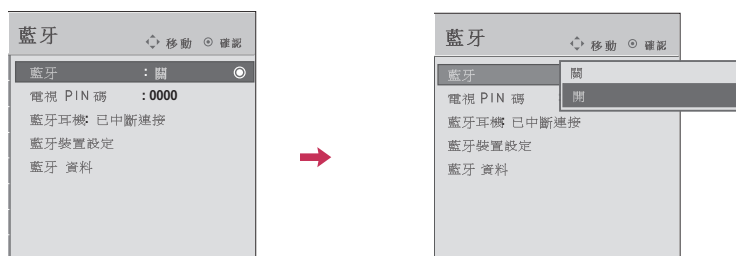 藍牙
移動 確認
藍牙 : 關
電視 PIN 碼 : 0000
藍牙耳機: 已中斷連接
藍牙裝置設定
藍牙 資料
藍牙
移動 確認
藍牙
關
開
電視 PIN 碼
藍牙耳機: 已中斷連接
藍牙裝置設定
藍牙 資料